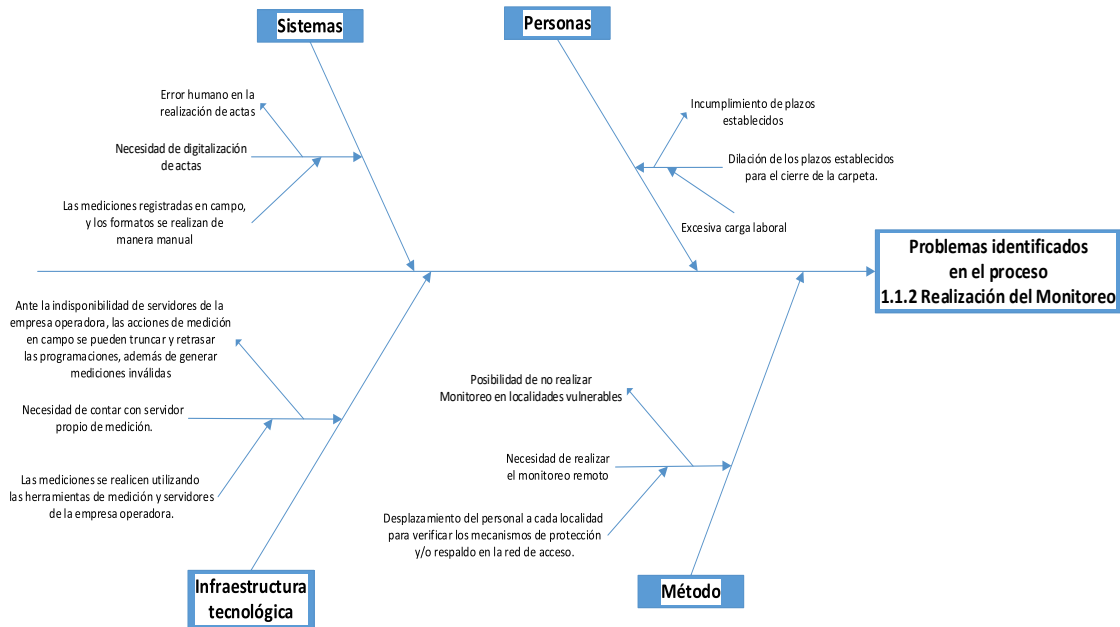 Sistemas
Personas
Error humano en la
realización de actas
Necesidad de digitalización
de actas
Las mediciones registradas en campo,
y los formatos se realizan de
manera manual
Incumplimiento de plazos
establecidos
Dilación de los plazos establecidos
para el cierre de la carpeta.
Excesiva carga laboral
Problemas identificados
en el proceso
1.1.2 Realización del Monitoreo
Ante la indisponibilidad de servidores de la
empresa operadora, las acciones de medición
en campo se pueden truncar y retrasar
las programaciones, además de generar
mediciones inválidas
Necesidad de contar con servidor
propio de medición.
Las mediciones se realicen utilizando
las herramientas de medición y servidores
de la empresa operadora.
Posibilidad de no realizar
Monitoreo en localidades vulnerables
Necesidad de realizar
el monitoreo remoto
Desplazamiento del personal a cada localidad
para verificar los mecanismos de protección
y/o respaldo en la red de acceso.
Infraestructura
tecnológica
Método